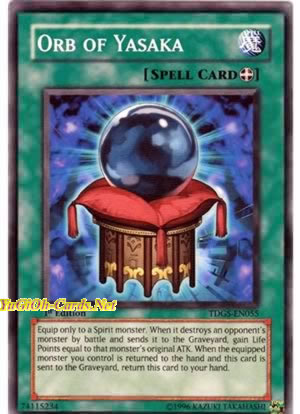 ORB OF YASAKA
魔
[SPELL CARD]
YuGiOh-Cards.Net
1st Edition
TDGS-EN055
Equip only to a Spirit monster. When it destroys an opponent's
monster by battle and sends it to the Graveyard, gain Life
Points equal to that monster's original ATK. When the equipped
monster you control is returned to the hand and this card is
sent to the Graveyard, return this card to your hand.
74115234
©1996 KAZUKI TAKAHASHI